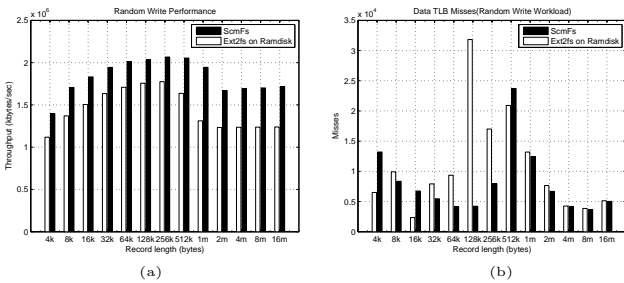 Random Write Performance
x 10^6
2.5
2
1.5
1
0.5
0
Throughput (kbytes/sec)
ScmFs
Ext2fs on Ramdisk
4k 8k 16k 32k 64k 128k 256k 512k 1m 2m 4m 8m 16m
Record length (bytes)
(a)
Data TLB Misses(Random Write Workload)
x 10^4
3.5
3
2.5
2
1.5
1
0.5
0
Misses
ScmFs
Ext2fs on Ramdisk
4k 8k 16k 32k 64k 128k 256k 512k 1m 2m 4m 8m 16m
Record length (bytes)
(b)